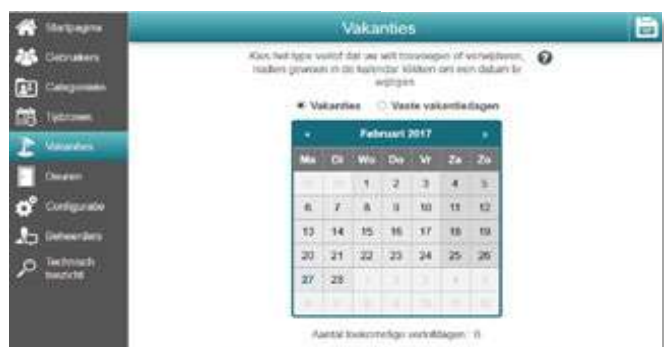 Startpagina
Gebruikers
Categorieën
Tijdzones
Vakanties
Deuren
Configuratie
Beheerders
Technisch
toezicht
Vakanties
Kies het type verlof dat uw wilt toevoegen of verwijderen,
nadien gewoon in de kalender klikken om een datum te
wijzigen
?
Vakanties Vaste vakantiedagen
« Februari 2017 »
Ma Di Wo Do Vr Za Zo
1 2 3 4 5
6 7 8 9 10 11 12
13 14 15 16 17 18 19
20 21 22 23 24 25 26
27 28
Aantal toekomstige verlofdagen :